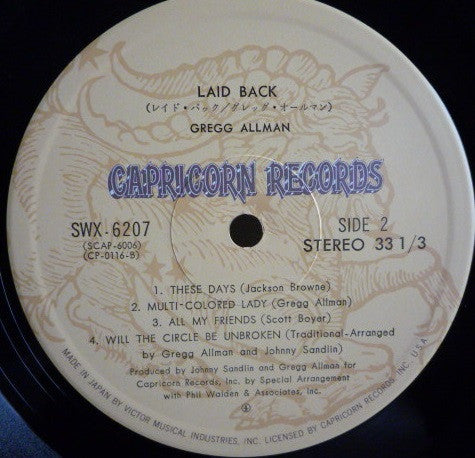 LAID BACK
(レイド・バック/グレッグ・オールマン)
GREGG ALLMAN
CAPRICORN RECORDS
SWX-6207
(SCAP-6006)
(CP-0116-B)
SIDE 2
STEREO 33 1/3
1. THESE DAYS (Jackson Browne)
2. MULTI-COLORED LADY (Gregg Allman)
3. ALL MY FRIENDS (Scott Boyer)
4. WILL THE CIRCLE BE UNBROKEN (Traditional-Arranged
by Gregg Allman and Johnny Sandlin)
Produced by Johnny Sandlin and Gregg Allman for
Capricorn Records, Inc. by Special Arrangement
with Phil Walden & Associates, Inc.
MADE IN JAPAN BY VICTOR MUSICAL INDUSTRIES, INC. LICENSED BY CAPRICORN RECORDS, INC. U.S.A.